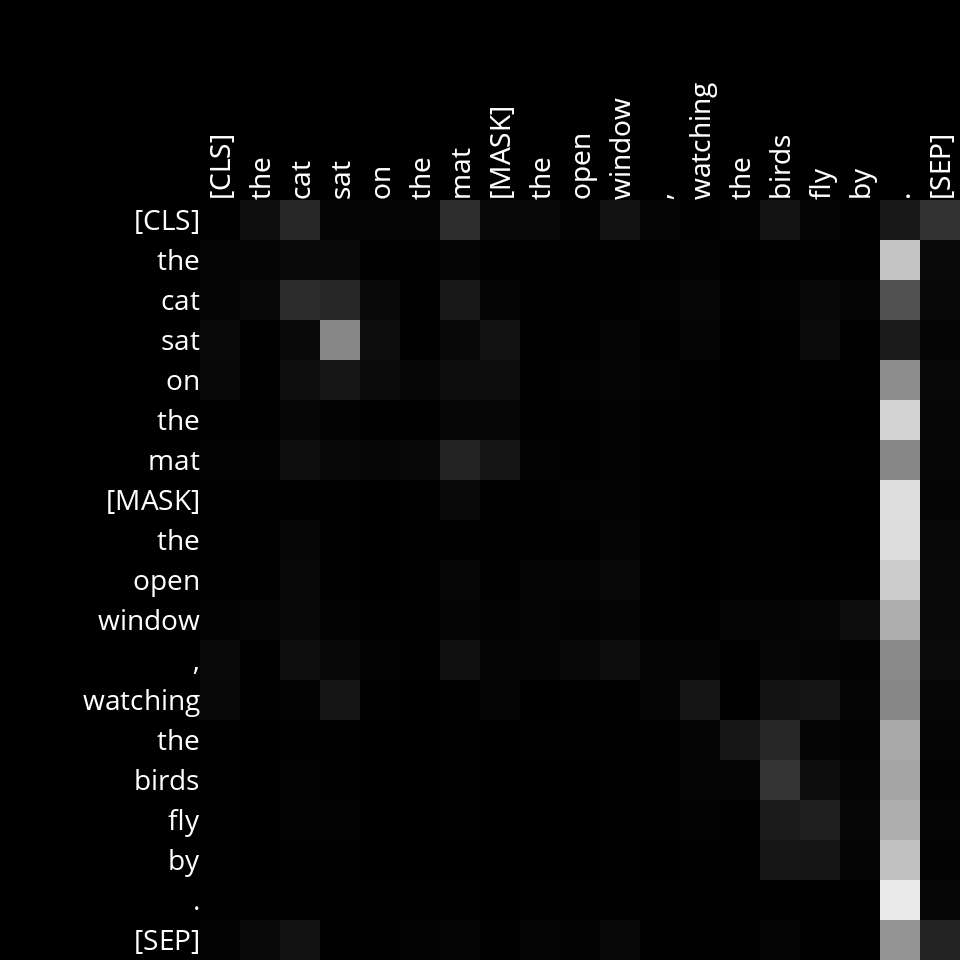 [CLS] the cat sat on the mat [MASK] the open window , watching the birds fly by . [SEP]
[CLS]
the
cat
sat
on
the
mat
[MASK]
the
open
window
,
watching
the
birds
fly
by
.
[SEP]